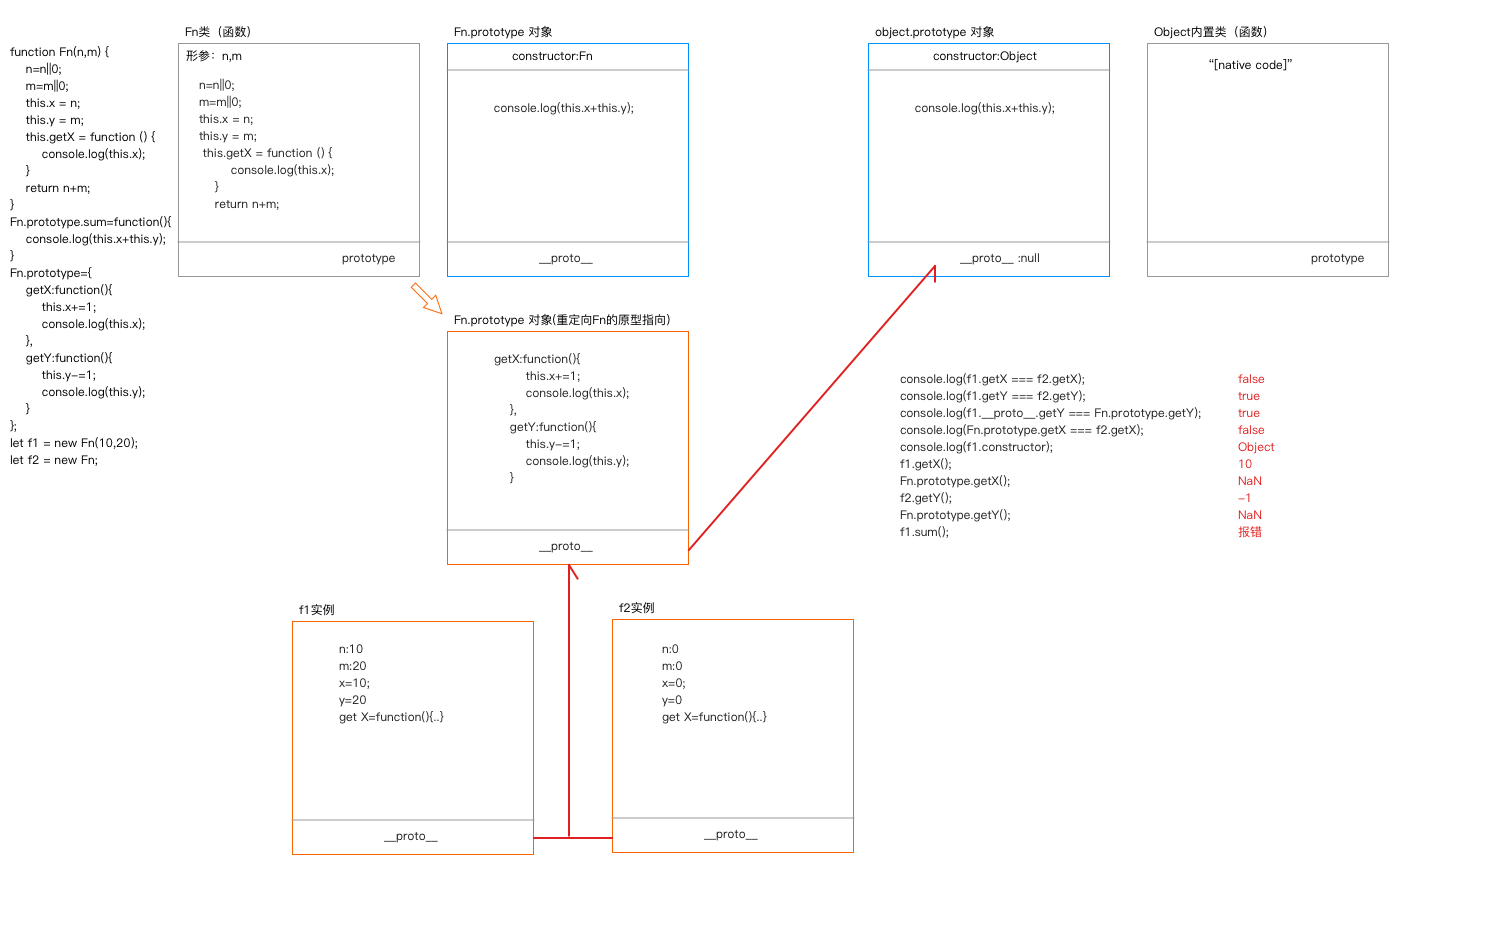 function Fn(n,m) {
n=n||0;
m=m||0;
this.x = n;
this.y = m;
this.getX = function () {
console.log(this.x);
}
return n+m;
}
Fn.prototype.sum=function(){
console.log(this.x+this.y);
}
Fn.prototype={
getX:function(){
this.x+=1;
console.log(this.x);
},
getY:function(){
this.y-=1;
console.log(this.y);
}
};
let f1 = new Fn(10,20);
let f2 = new Fn;
Fn类（函数）
形参：n,m
n=n||0;
m=m||0;
this.x = n;
this.y = m;
this.getX = function () {
console.log(this.x);
}
return n+m;
prototype
Fn.prototype 对象
constructor:Fn
console.log(this.x+this.y);
__proto__
object.prototype 对象
constructor:Object
console.log(this.x+this.y);
__proto__ :null
Object内置类（函数）
“[native code]”
prototype
Fn.prototype 对象(重定向Fn的原型指向)
getX:function(){
this.x+=1;
console.log(this.x);
},
getY:function(){
this.y-=1;
console.log(this.y);
}
__proto__
console.log(f1.getX === f2.getX); false
console.log(f1.getY === f2.getY); true
console.log(f1.__proto__.getY === Fn.prototype.getY); true
console.log(Fn.prototype.getX === f2.getX); false
console.log(f1.constructor); Object
f1.getX(); 10
Fn.prototype.getX(); NaN
f2.getY(); -1
Fn.prototype.getY(); NaN
f1.sum(); 报错
f1实例
n:10
m:20
x=10;
y=20
get X=function(){..}
__proto__
f2实例
n:0
m:0
x=0;
y=0
get X=function(){..}
__proto__